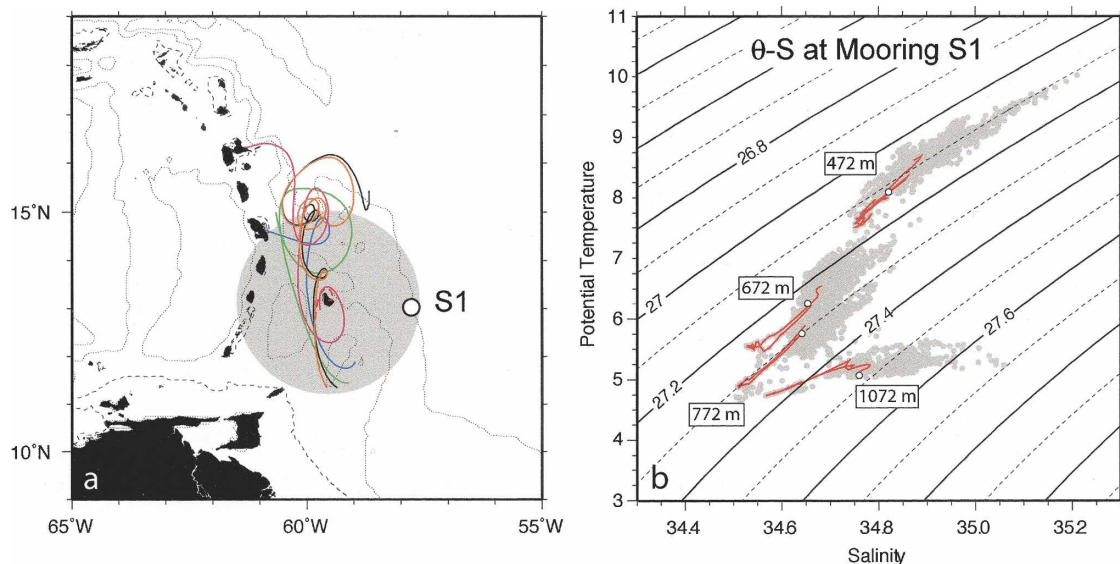 15˚N
10˚N
65˚W
60˚W
55˚W
S1
a
θ-S at Mooring S1
Potential Temperature
11
10
9
8
7
6
5
4
3
26.8
27
27.2
27.4
27.6
472 m
672 m
772 m
1072 m
b
34.4
34.6
34.8
35.0
35.2
Salinity